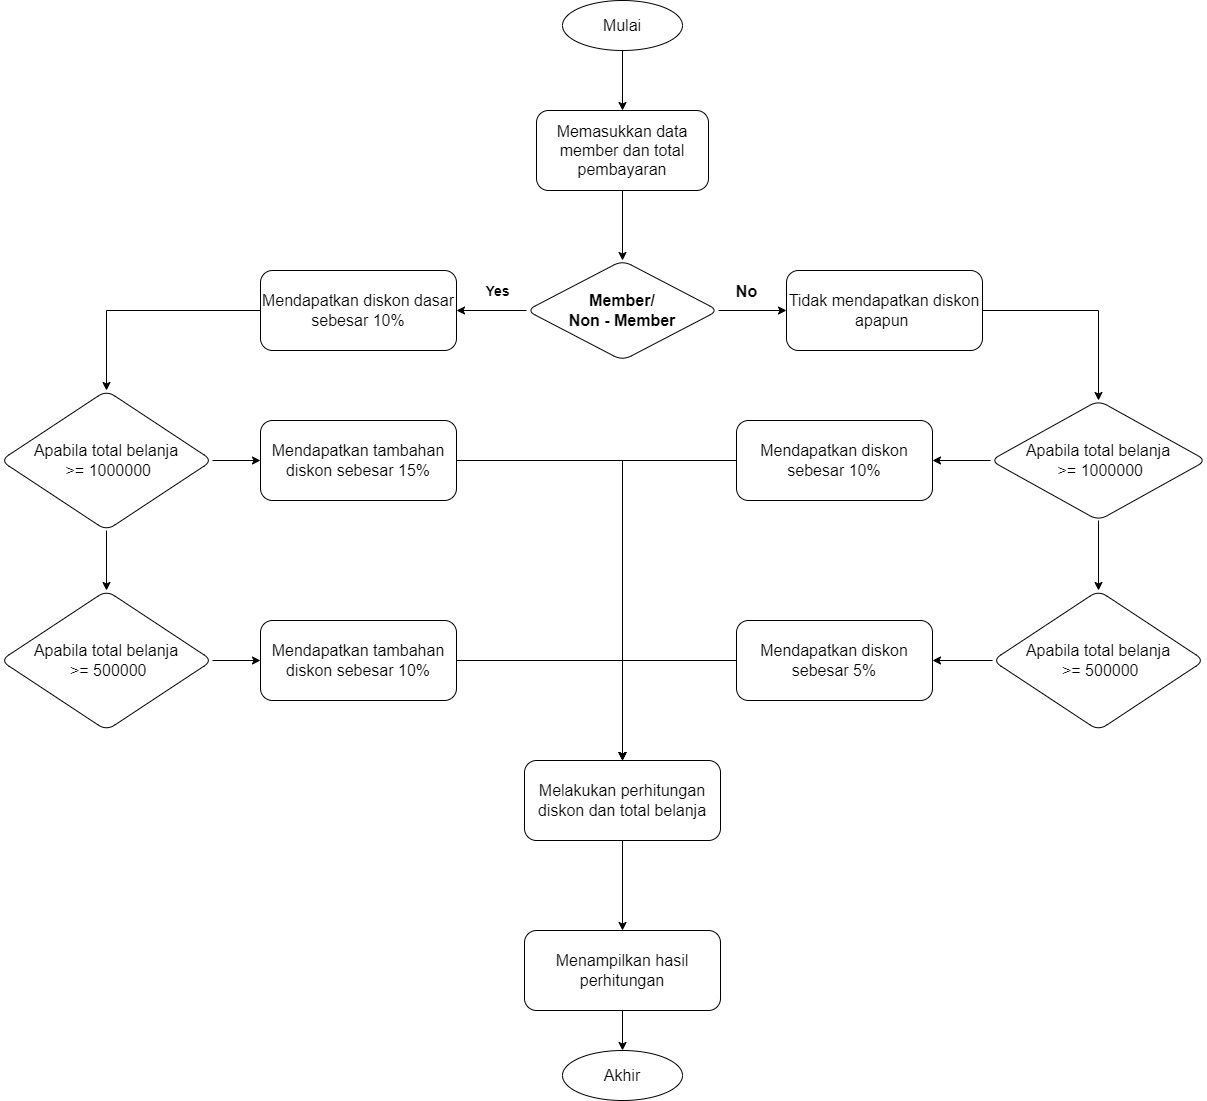 Mulai
Memasukkan data
member dan total
pembayaran
Mendapatkan diskon dasar
sebesar 10%
Yes
Member/
Non - Member
No
Tidak mendapatkan diskon
apapun
Apabila total belanja
>= 1000000
Mendapatkan tambahan
diskon sebesar 15%
Mendapatkan diskon
sebesar 10%
Apabila total belanja
>= 1000000
Apabila total belanja
>= 500000
Mendapatkan tambahan
diskon sebesar 10%
Mendapatkan diskon
sebesar 5%
Apabila total belanja
>= 500000
Melakukan perhitungan
diskon dan total belanja
Menampilkan hasil
perhitungan
Akhir